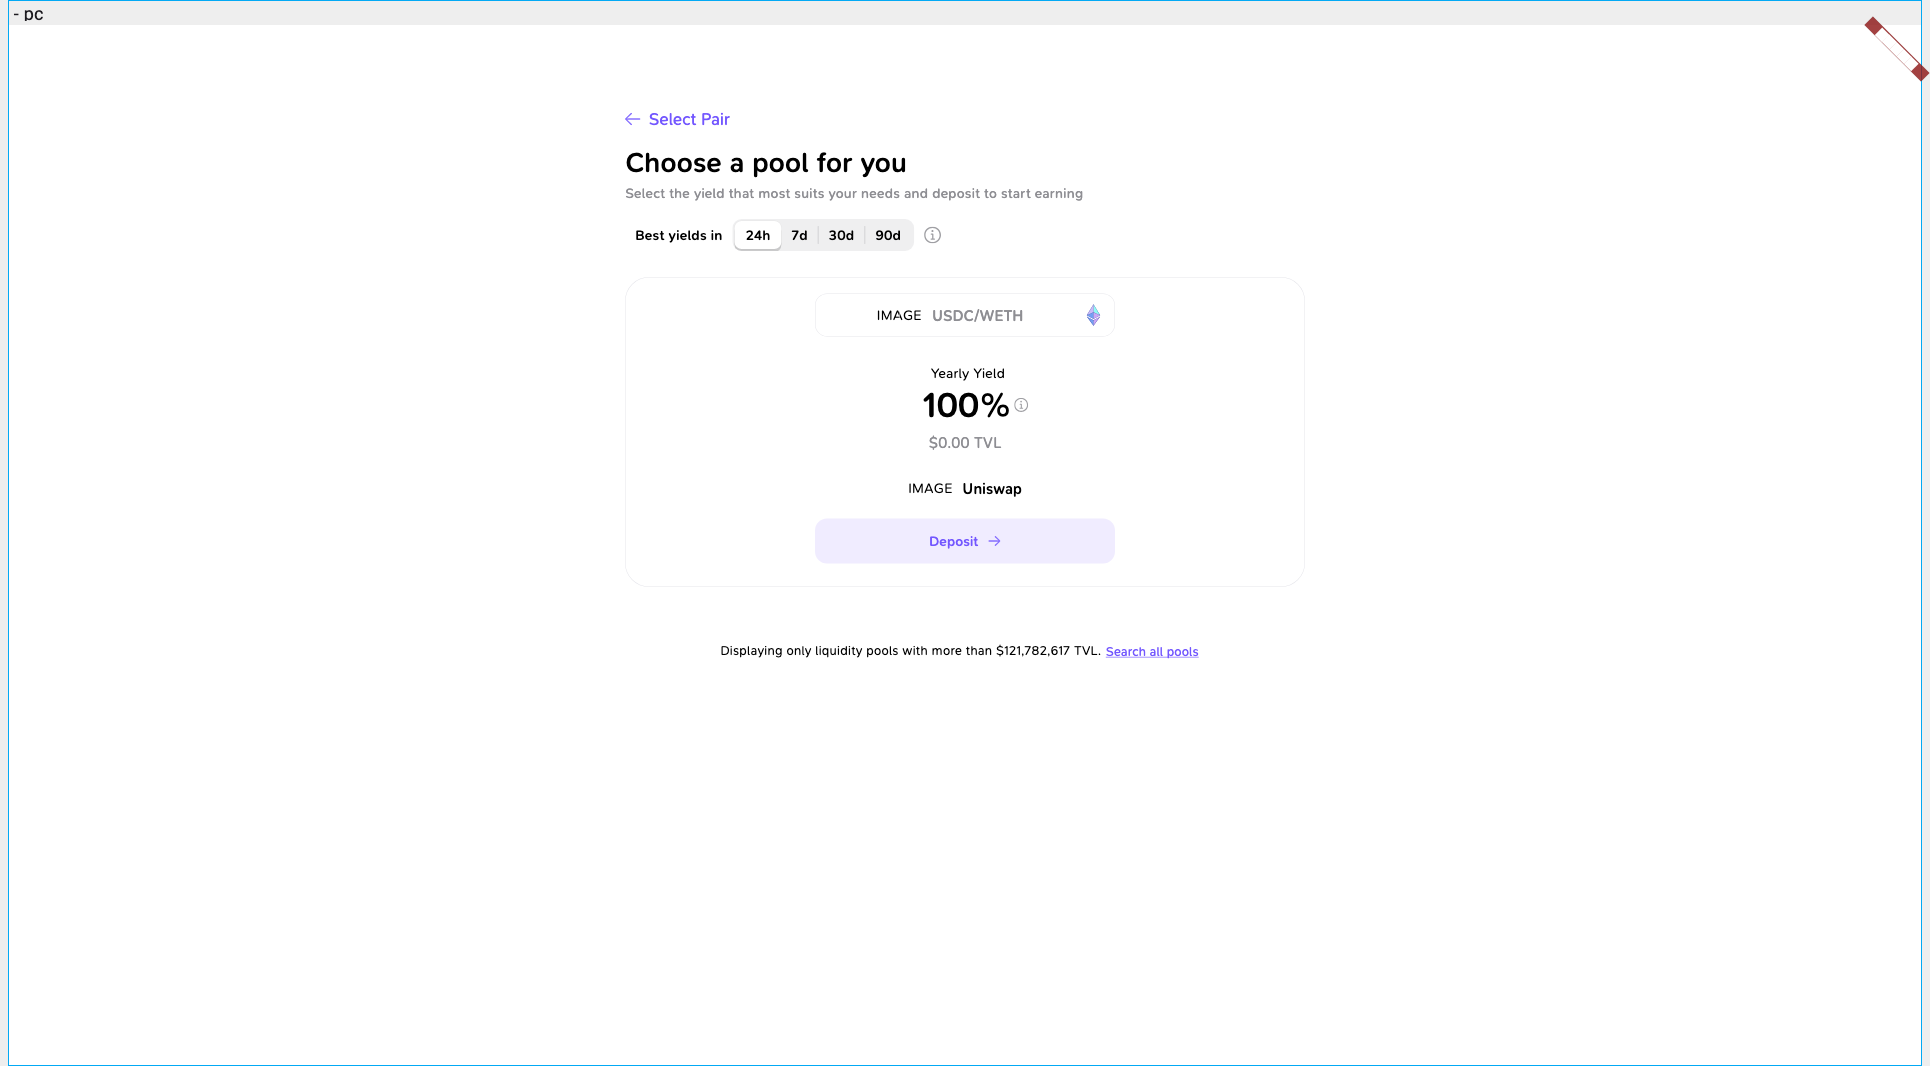 - pc
Select Pair
Choose a pool for you
Select the yield that most suits your needs and deposit to start earning
Best yields in 24h 7d 30d 90d
IMAGE USDC/WETH
Yearly Yield
100%
$0.00 TVL
IMAGE Uniswap
Deposit
Displaying only liquidity pools with more than $121,782,617 TVL. Search all pools